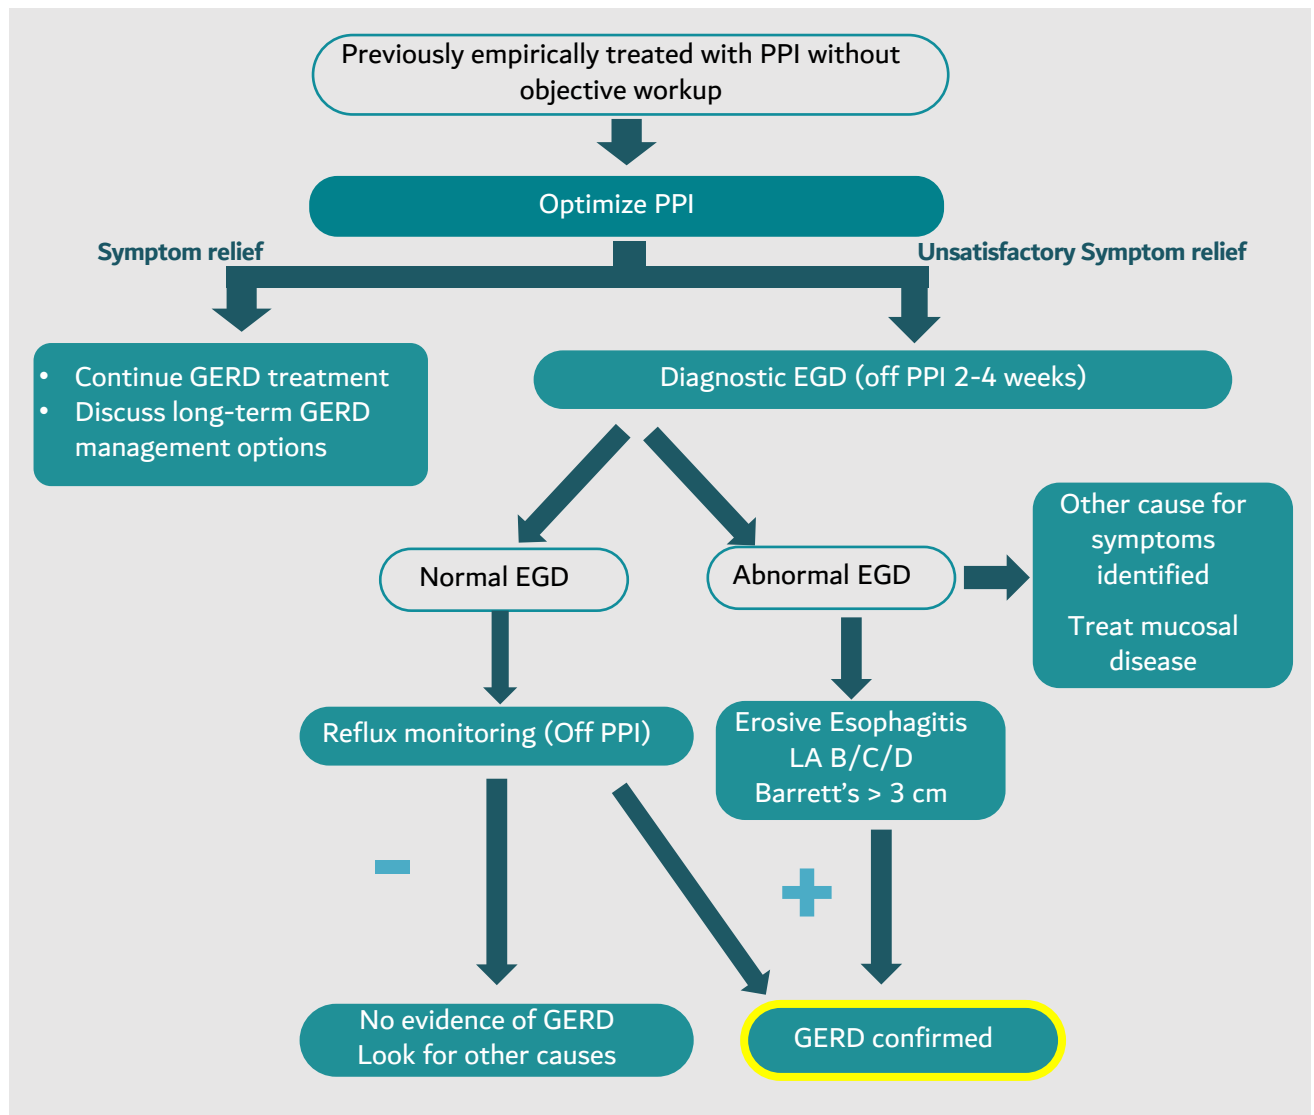 Previously empirically treated with PPI without
objective workup
Optimize PPI
Symptom relief
Unsatisfactory Symptom relief
• Continue GERD treatment
• Discuss long-term GERD
management options
Diagnostic EGD (off PPI 2-4 weeks)
Normal EGD
Abnormal EGD
Other cause for
symptoms
identified
Treat mucosal
disease
Reflux monitoring (Off PPI)
Erosive Esophagitis
LA B/C/D
Barrett’s > 3 cm
-
+
No evidence of GERD
Look for other causes
GERD confirmed